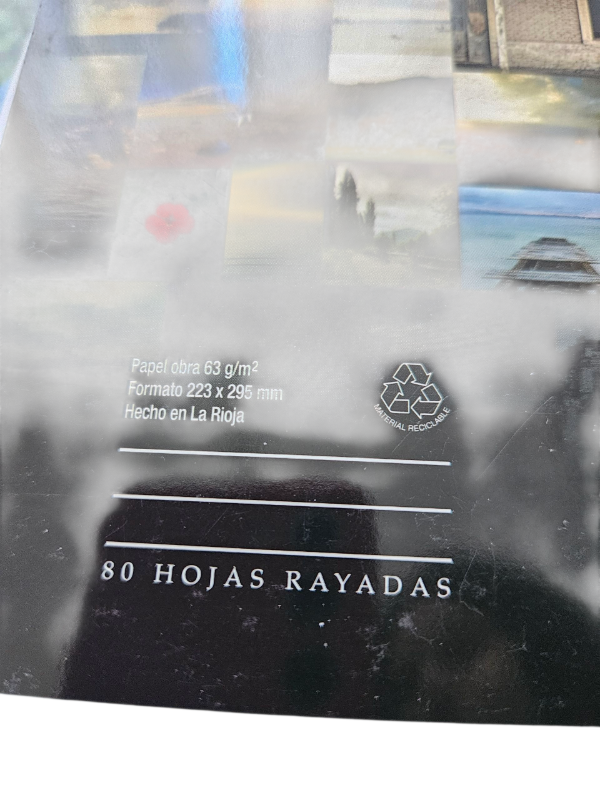 Papel obra 63 g/m²
Formato 223 x 295 mm
Hecho en La Rioja
MATERIAL RECICLABLE
80 HOJAS RAYADAS